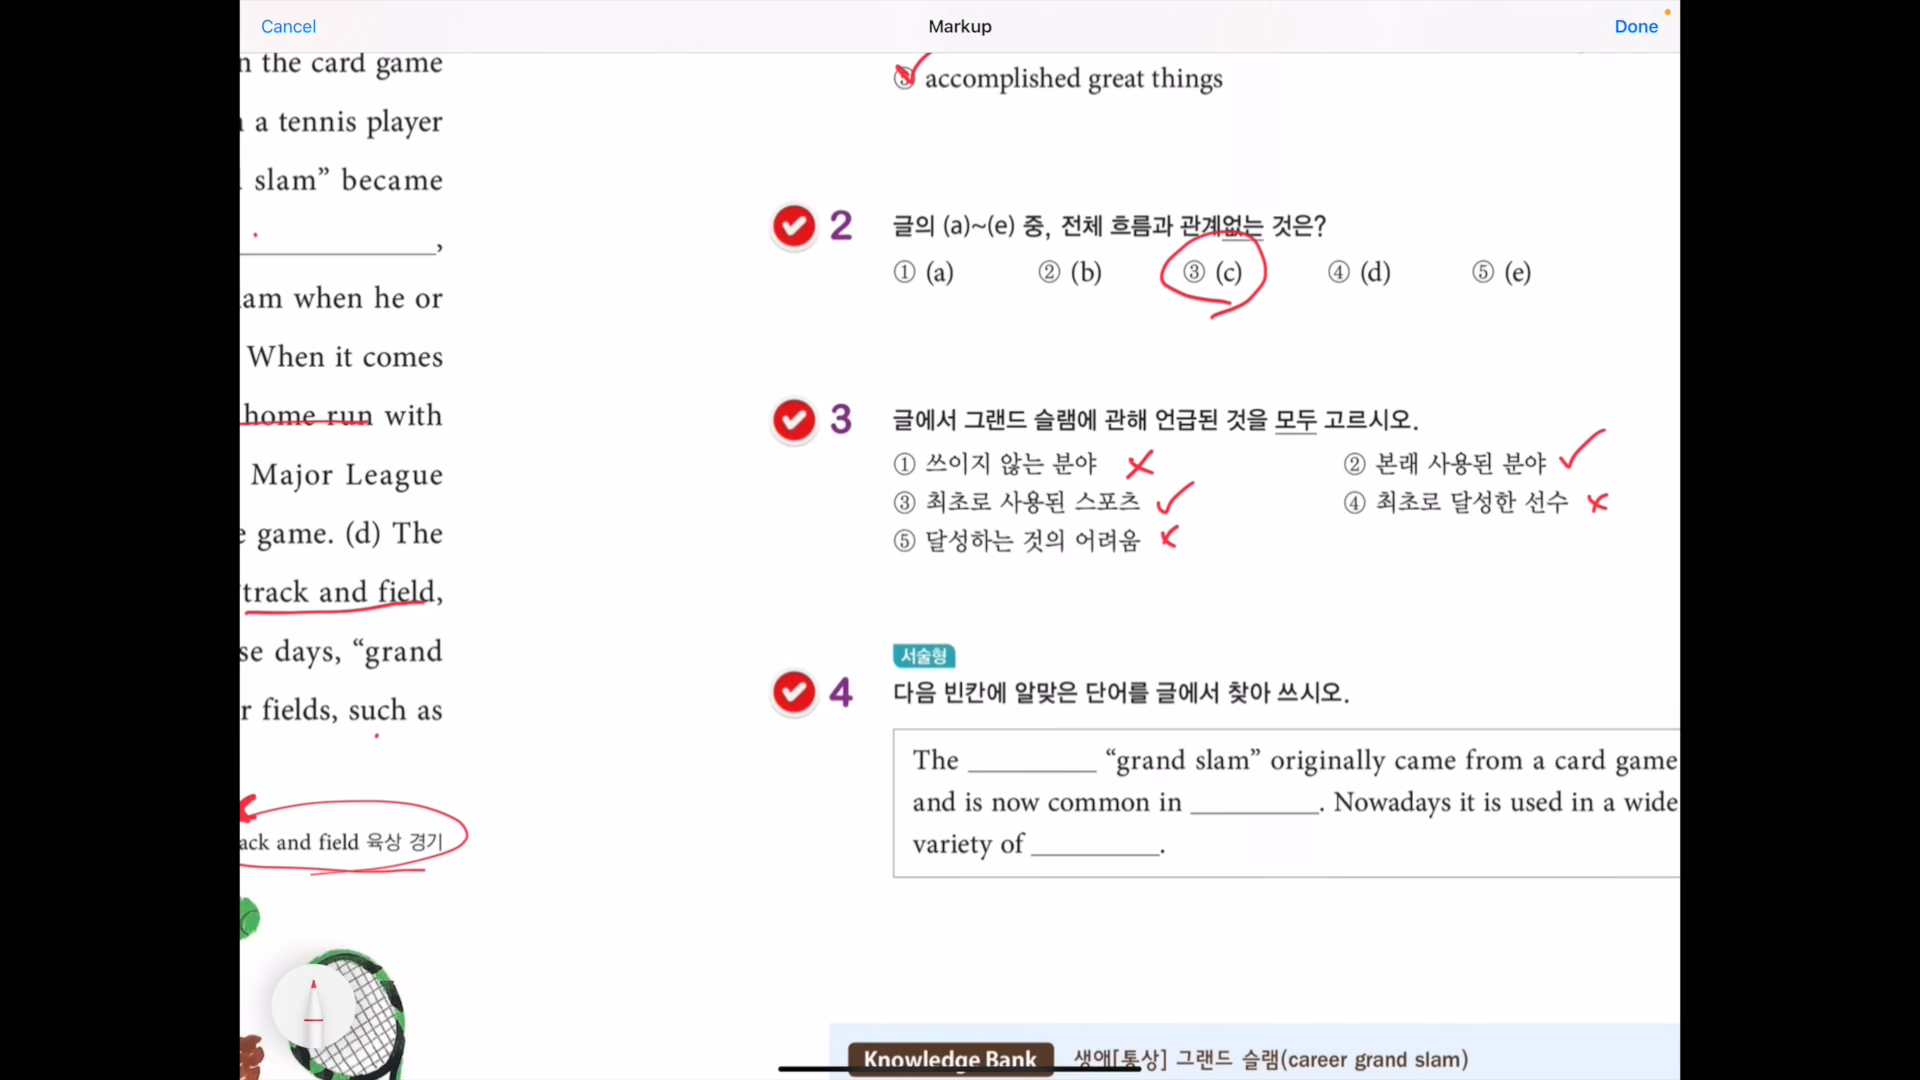 Cancel
Markup
Done
n the card game
a tennis player
slam” became
,
am when he or
When it comes
home run with
Major League
e game. (d) The
track and field,
se days, “grand
r fields, such as
ack and field 육상 경기
accomplished great things
2 글의 (a)~(e) 중, 전체 흐름과 관계없는 것은?
① (a) ② (b) ③ (c) ④ (d) ⑤ (e)
3 글에서 그랜드 슬램에 관해 언급된 것을 모두 고르시오.
① 쓰이지 않는 분야 ② 본래 사용된 분야
③ 최초로 사용된 스포츠 ④ 최초로 달성한 선수
⑤ 달성하는 것의 어려움
서술형
4 다음 빈칸에 알맞은 단어를 글에서 찾아 쓰시오.
The _________ “grand slam” originally came from a card game
and is now common in _________. Nowadays it is used in a wide
variety of _________.
Knowledge Bank 생애[통상] 그랜드 슬램(career grand slam)